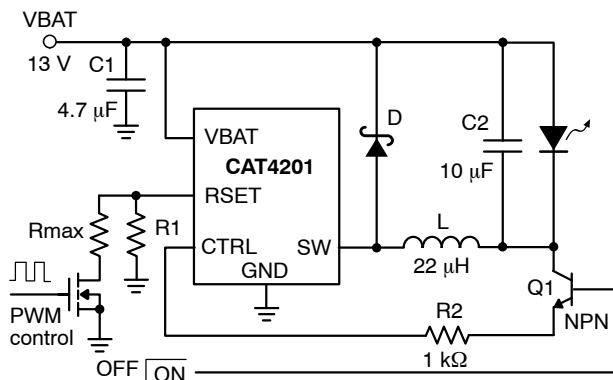 VBAT
13 V
C1
4.7 μF
D
C2
10 μF
VBAT
CAT4201
RSET
Rmax
R1
CTRL
SW
L
GND
22 μH
Q1
PWM
control
R2
NPN
1 kΩ
OFF ON